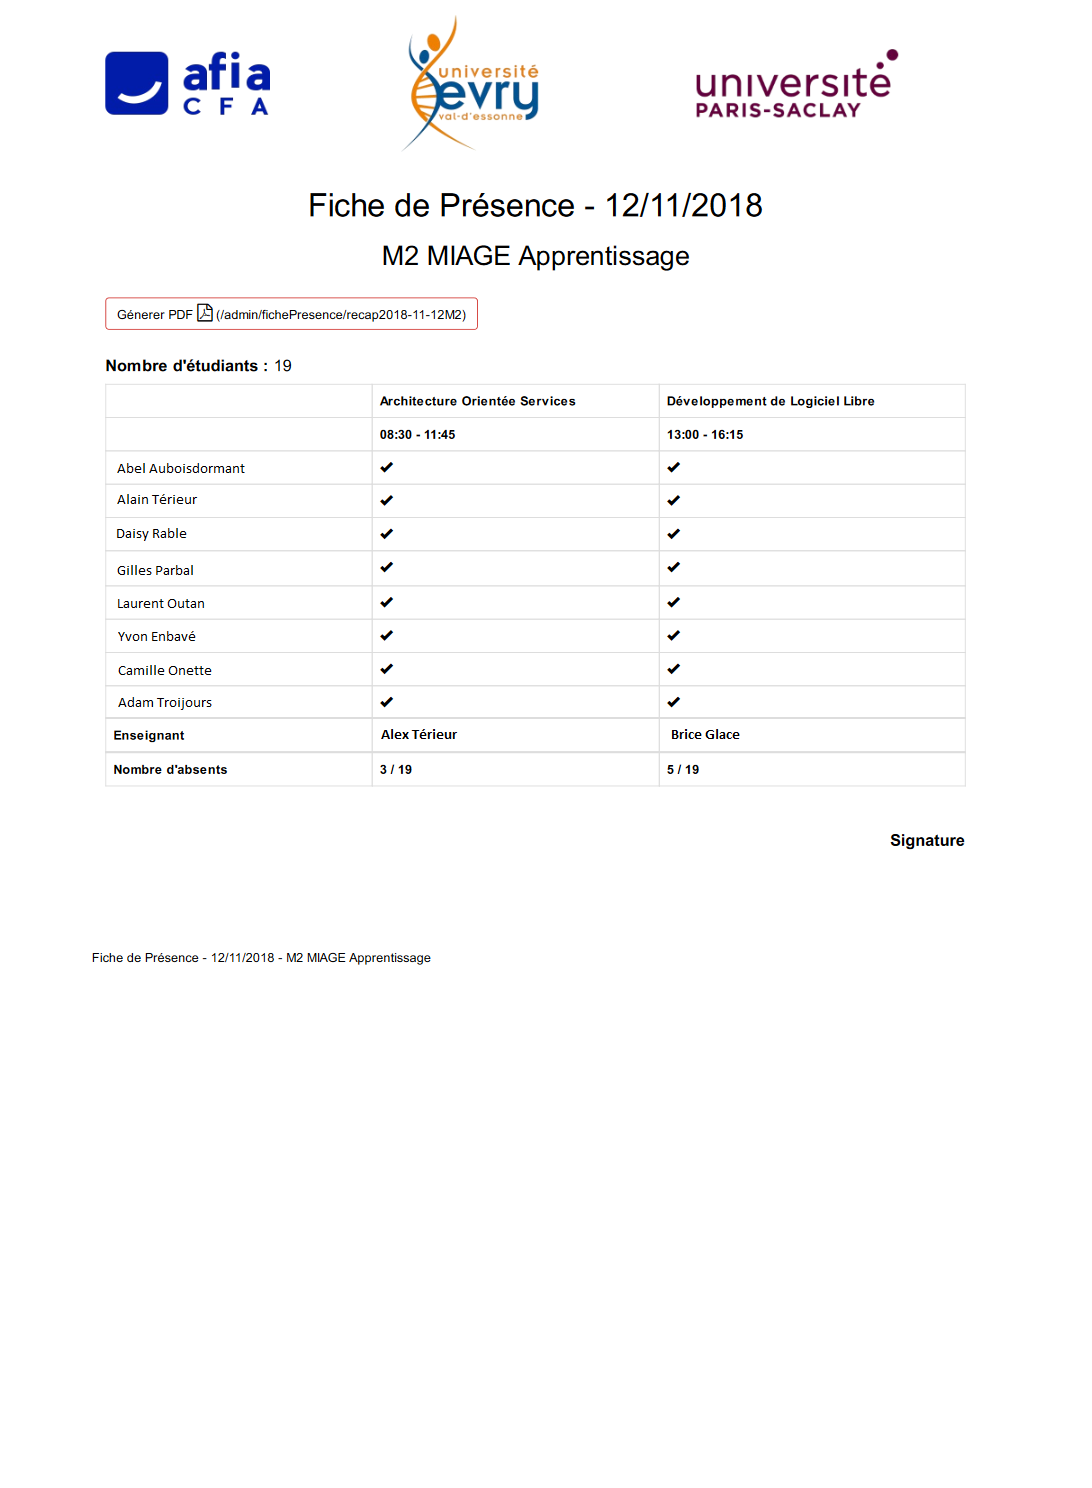 afia
CFA
université
evry
val-d'essonne
université
PARIS-SACLAY
Fiche de Présence - 12/11/2018
M2 MIAGE Apprentissage
Génerer PDF (/admin/fichePresence/recap2018-11-12M2)
Nombre d'étudiants : 19
Architecture Orientée Services Développement de Logiciel Libre
08:30 - 11:45 13:00 - 16:15
Abel Auboisdormant ✔ ✔
Alain Térieur ✔ ✔
Daisy Rable ✔ ✔
Gilles Parbal ✔ ✔
Laurent Outan ✔ ✔
Yvon Enbavé ✔ ✔
Camille Onette ✔ ✔
Adam Troijours ✔ ✔
Enseignant Alex Térieur Brice Glace
Nombre d'absents 3 / 19 5 / 19
Signature
Fiche de Présence - 12/11/2018 - M2 MIAGE Apprentissage